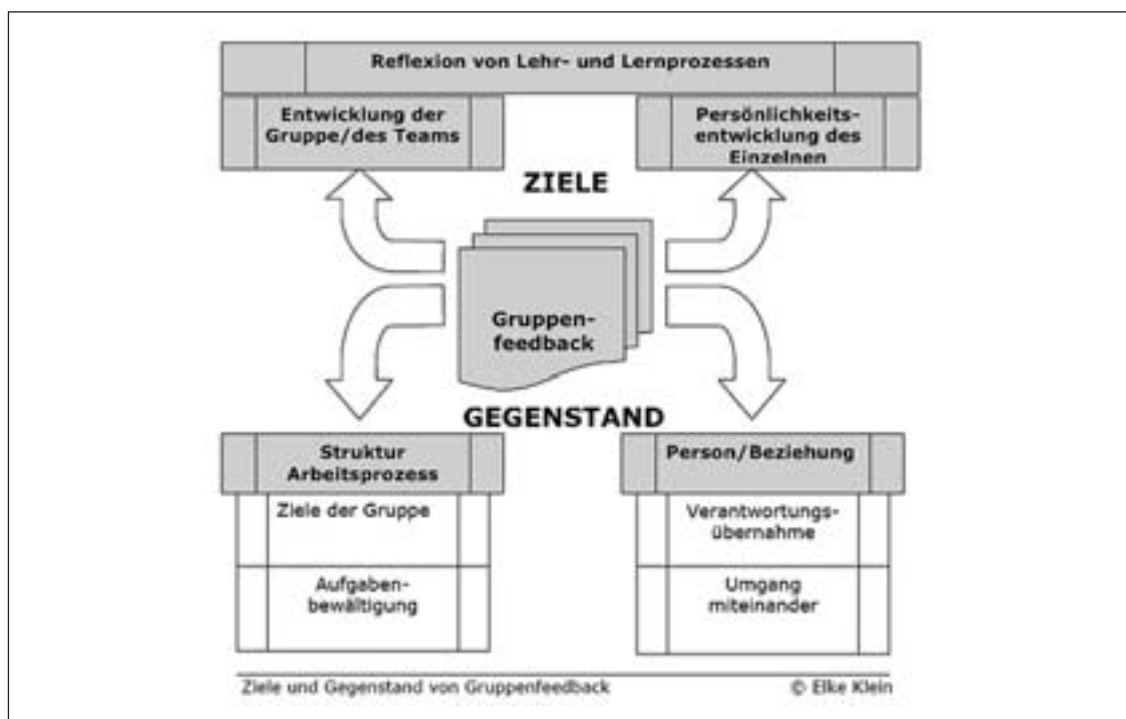 Reflexion von Lehr- und Lernprozessen
Entwicklung der
Gruppe/des Teams
Persönlichkeits-
entwicklung des
Einzelnen
ZIELE
Gruppen-
feedback
GEGENSTAND
Struktur
Arbeitsprozess
Ziele der Gruppe
Aufgaben-
bewältigung
Person/Beziehung
Verantwortungs-
übernahme
Umgang
miteinander
Ziele und Gegenstand von Gruppenfeedback © Elke Klein